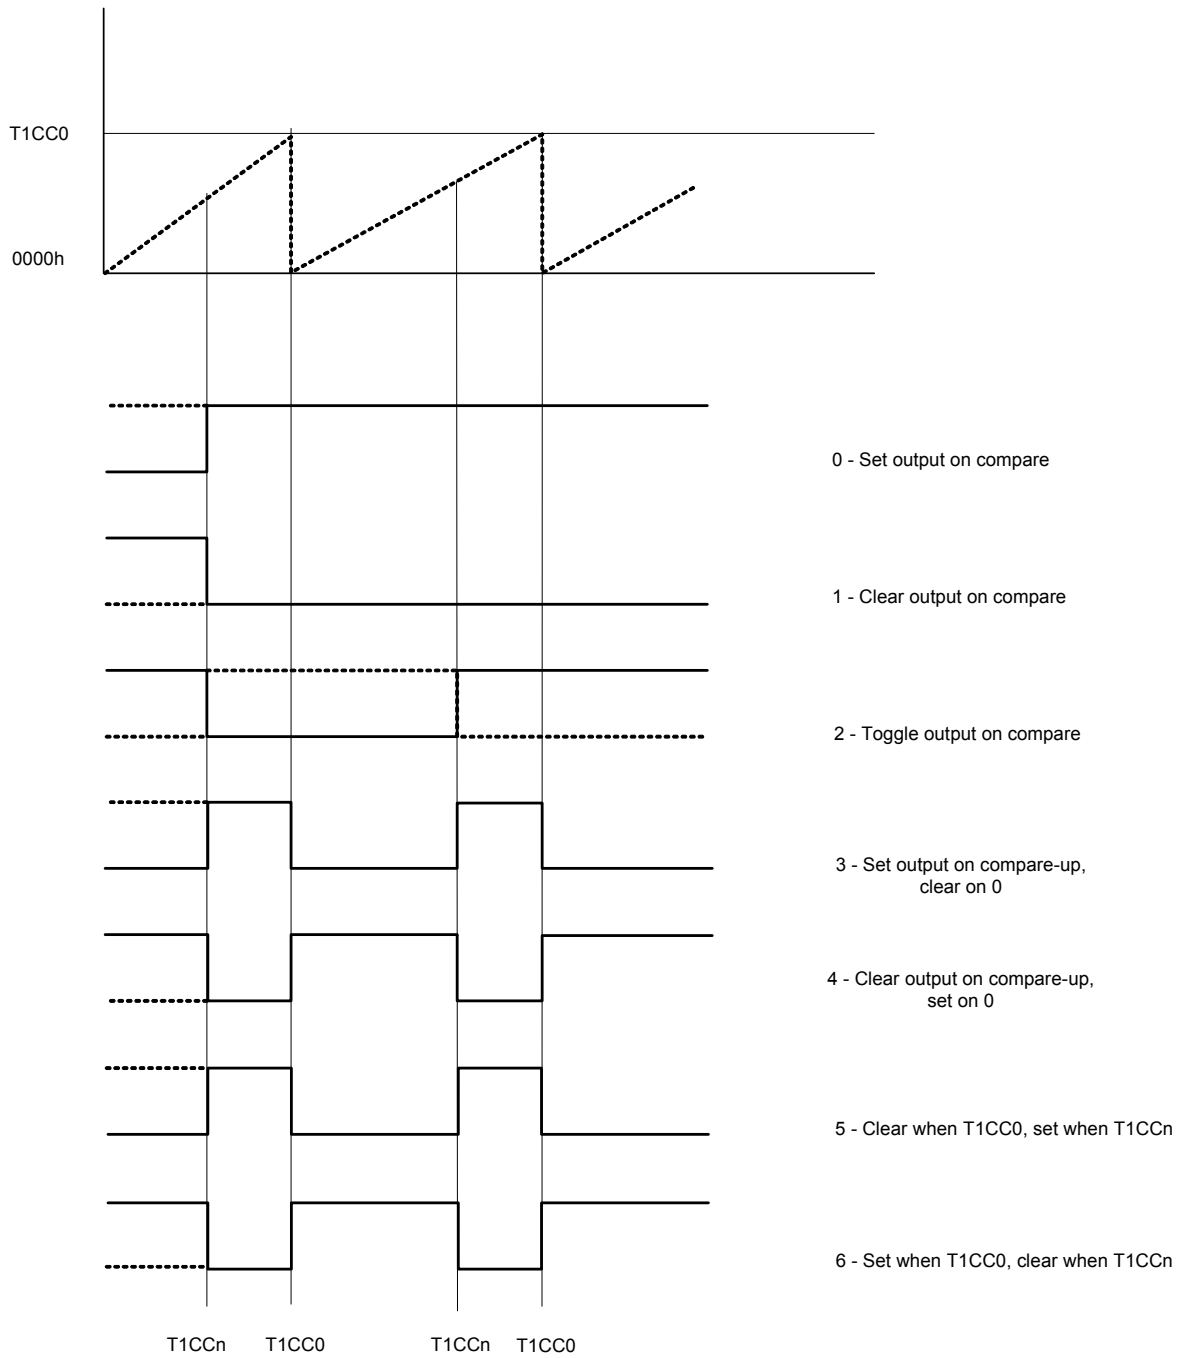 T1CC0
0000h
0 - Set output on compare
1 - Clear output on compare
2 - Toggle output on compare
3 - Set output on compare-up,
clear on 0
4 - Clear output on compare-up,
set on 0
5 - Clear when T1CC0, set when T1CCn
6 - Set when T1CC0, clear when T1CCn
T1CCn T1CC0 T1CCn T1CC0